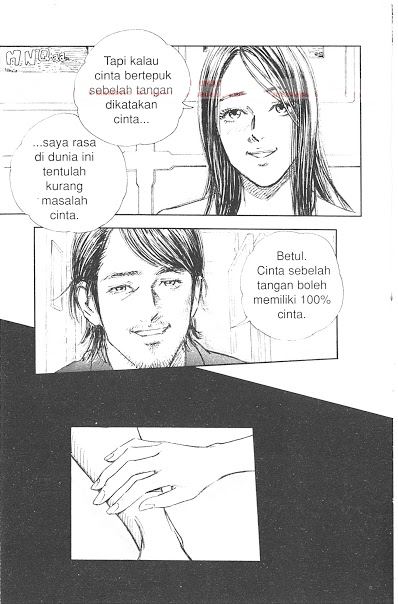 Tapi kalau
cinta bertepuk
sebelah tangan
dikatakan
cinta...
...saya rasa
di dunia ini
tentulah
kurang
masalah
cinta.
Betul.
Cinta sebelah
tangan boleh
memiliki 100%
cinta.